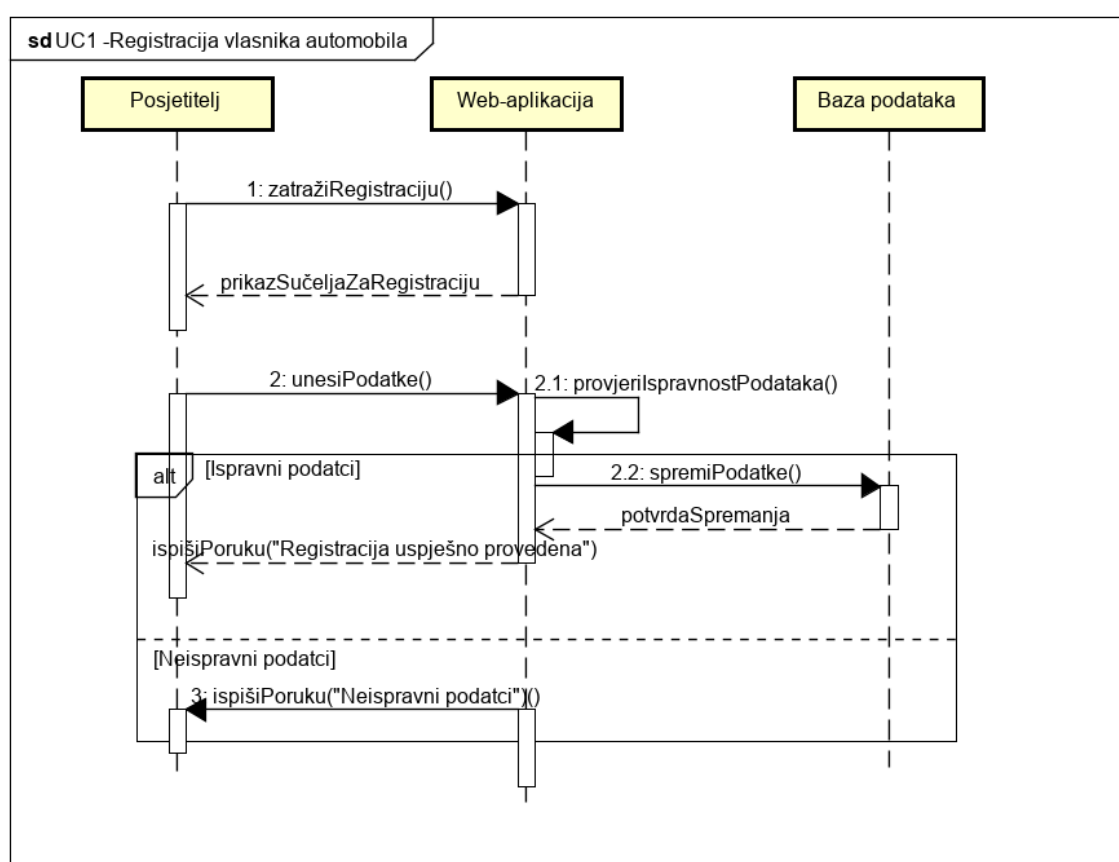 sd UC1 -Registracija vlasnika automobila
Posjetitelj
Web-aplikacija
Baza podataka
1: zatražiRegistraciju()
prikazSučeljaZaRegistraciju
2: unesiPodatke()
2.1: provjeriIspravnostPodataka()
alt
[Ispravni podatci]
2.2: spremiPodatke()
potvrdaSpremanja
ispišiPoruku("Registracija uspješno provedena")
[Neispravni podatci]
3: ispišiPoruku("Neispravni podatci")()